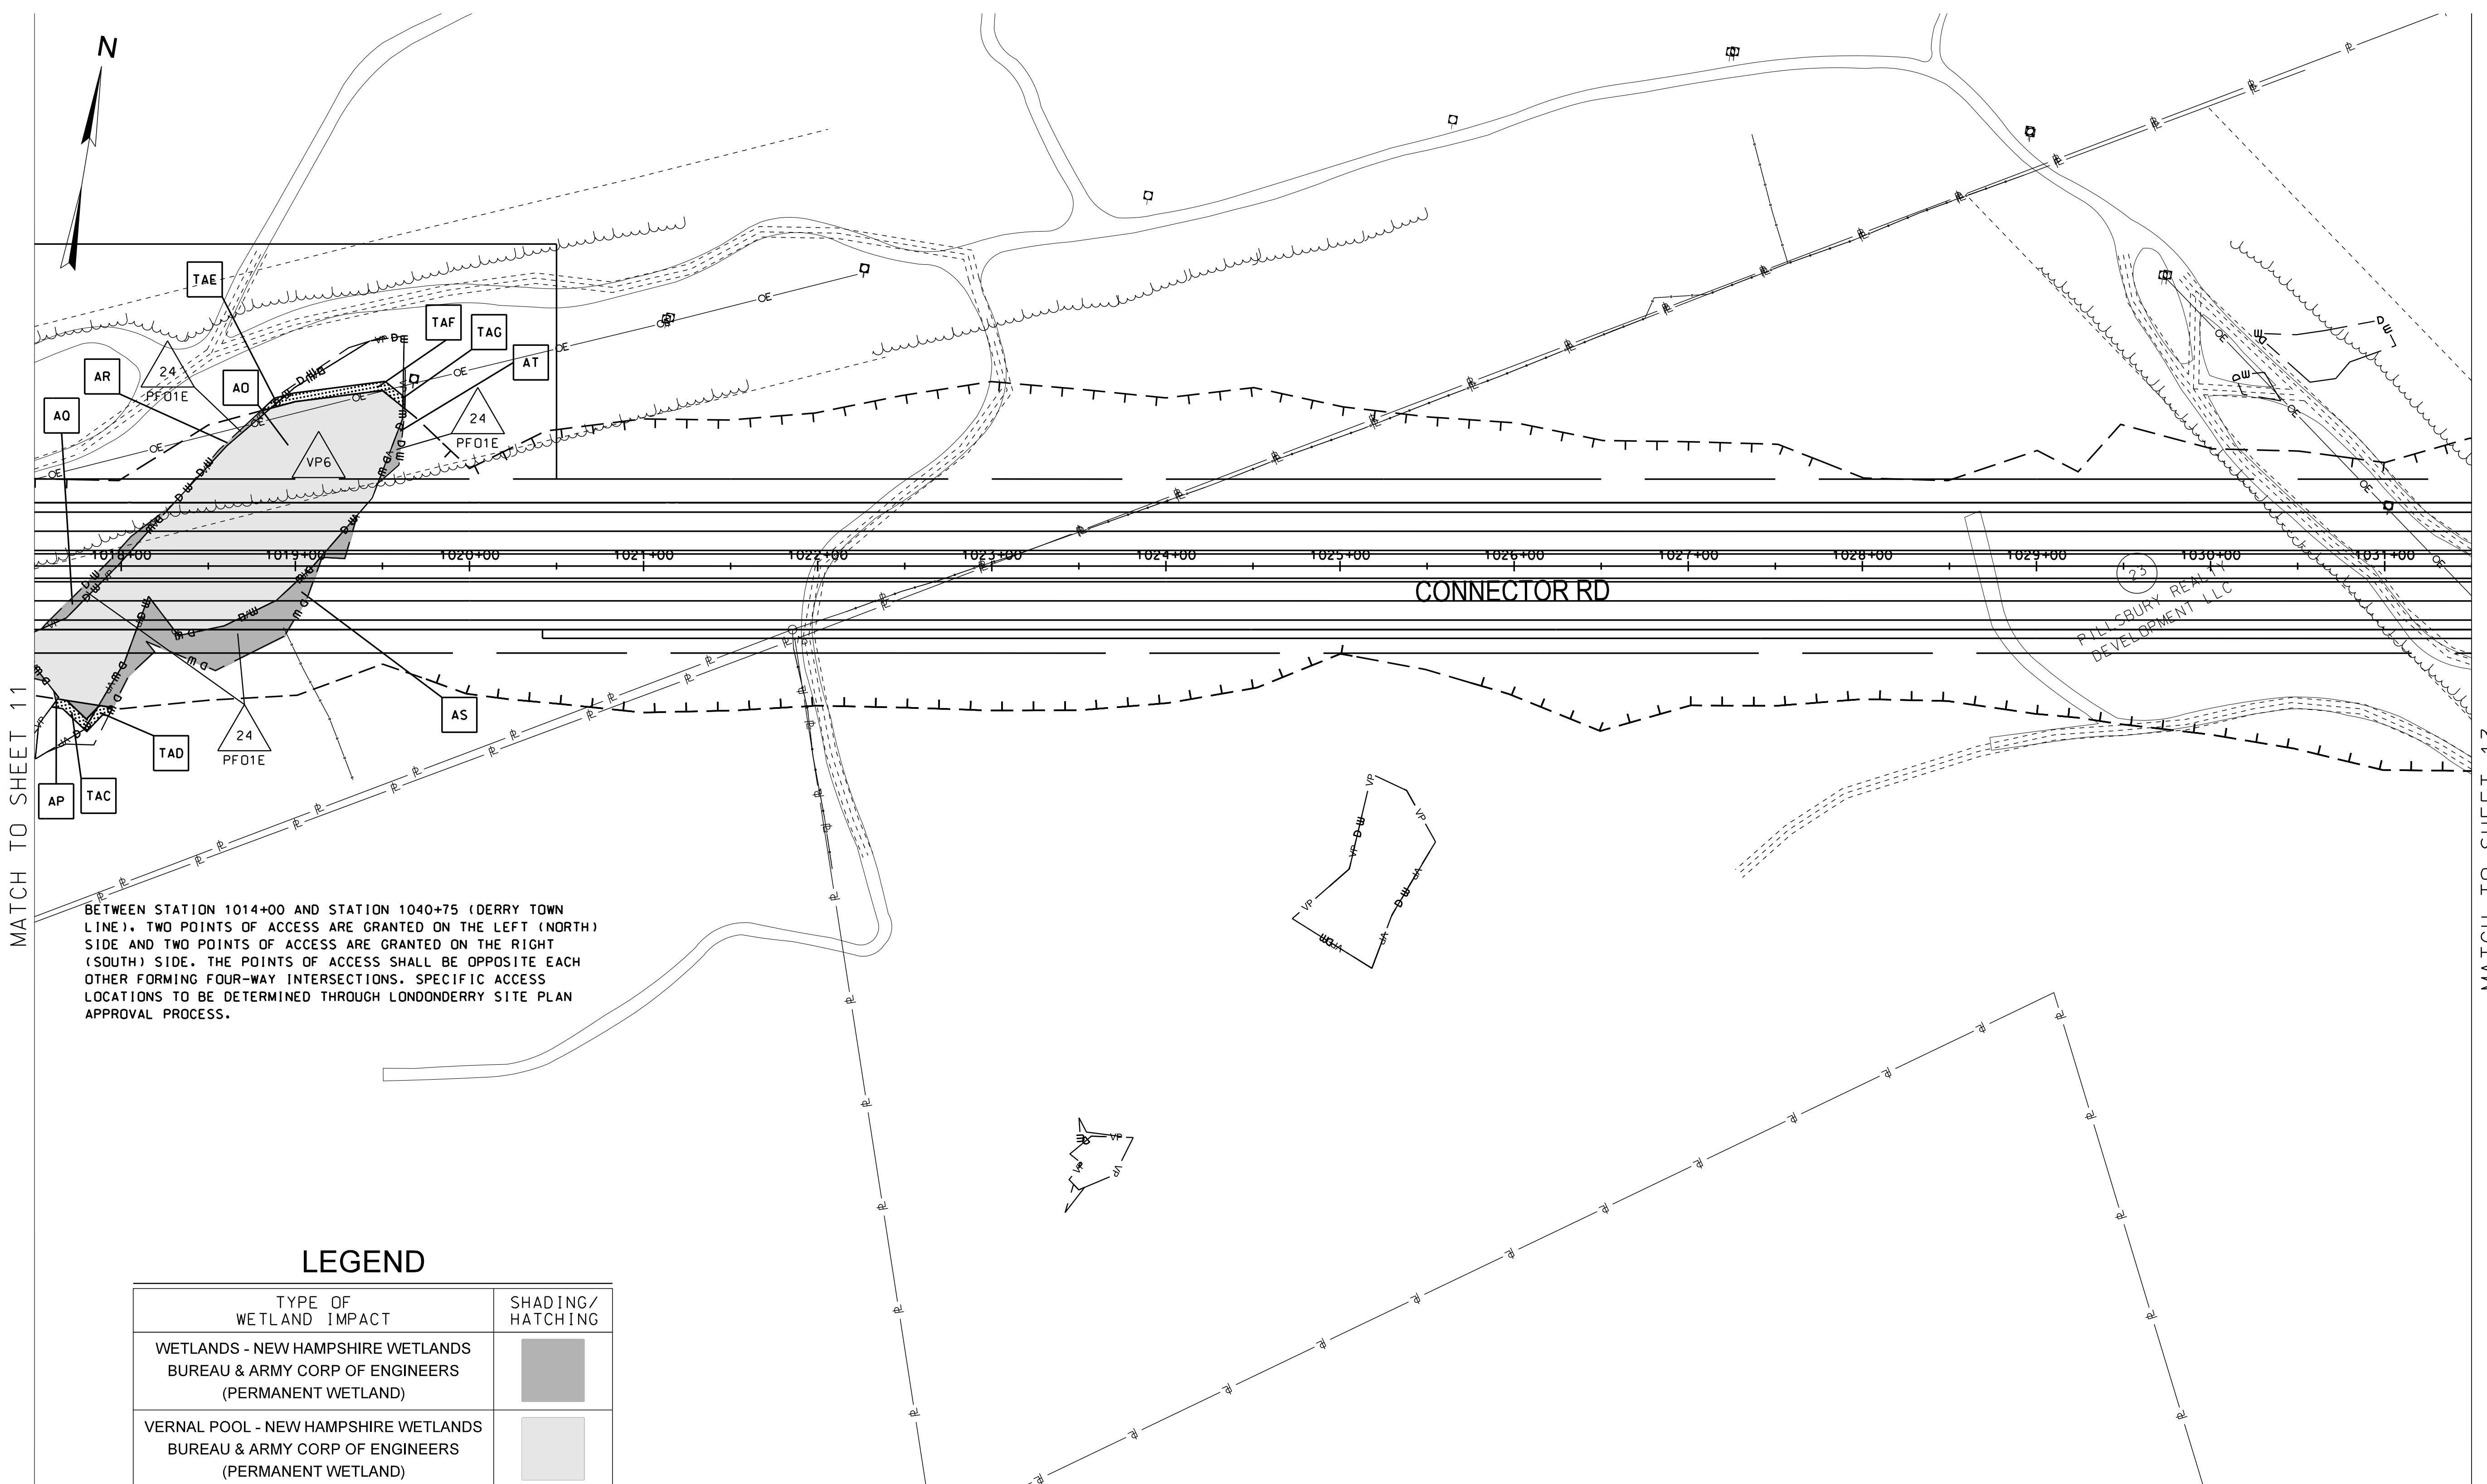 N
TAE
TAF
TAG
AT
AR
24
PFO1E
AO
24
PFO1E
AQ
VP6
1018+00 1019+00 1020+00 1021+00 1022+00 1023+00 1024+00 1025+00 1026+00 1027+00 1028+00 1029+00 1030+00 1031+00
CONNECTOR RD
23
PILLSBURY REALTY
DEVELOPMENT LLC
AS
24
PFO1E
TAD
TAC
AP
MATCH TO SHEET 11
BETWEEN STATION 1014+00 AND STATION 1040+75 (DERRY TOWN
LINE), TWO POINTS OF ACCESS ARE GRANTED ON THE LEFT (NORTH)
SIDE AND TWO POINTS OF ACCESS ARE GRANTED ON THE RIGHT
(SOUTH) SIDE. THE POINTS OF ACCESS SHALL BE OPPOSITE EACH
OTHER FORMING FOUR-WAY INTERSECTIONS. SPECIFIC ACCESS
LOCATIONS TO BE DETERMINED THROUGH LONDONDERRY SITE PLAN
APPROVAL PROCESS.
LEGEND
TYPE OF
WETLAND IMPACT
SHADING/
HATCHING
WETLANDS - NEW HAMPSHIRE WETLANDS
BUREAU & ARMY CORP OF ENGINEERS
(PERMANENT WETLAND)
VERNAL POOL - NEW HAMPSHIRE WETLANDS
BUREAU & ARMY CORP OF ENGINEERS
(PERMANENT WETLAND)